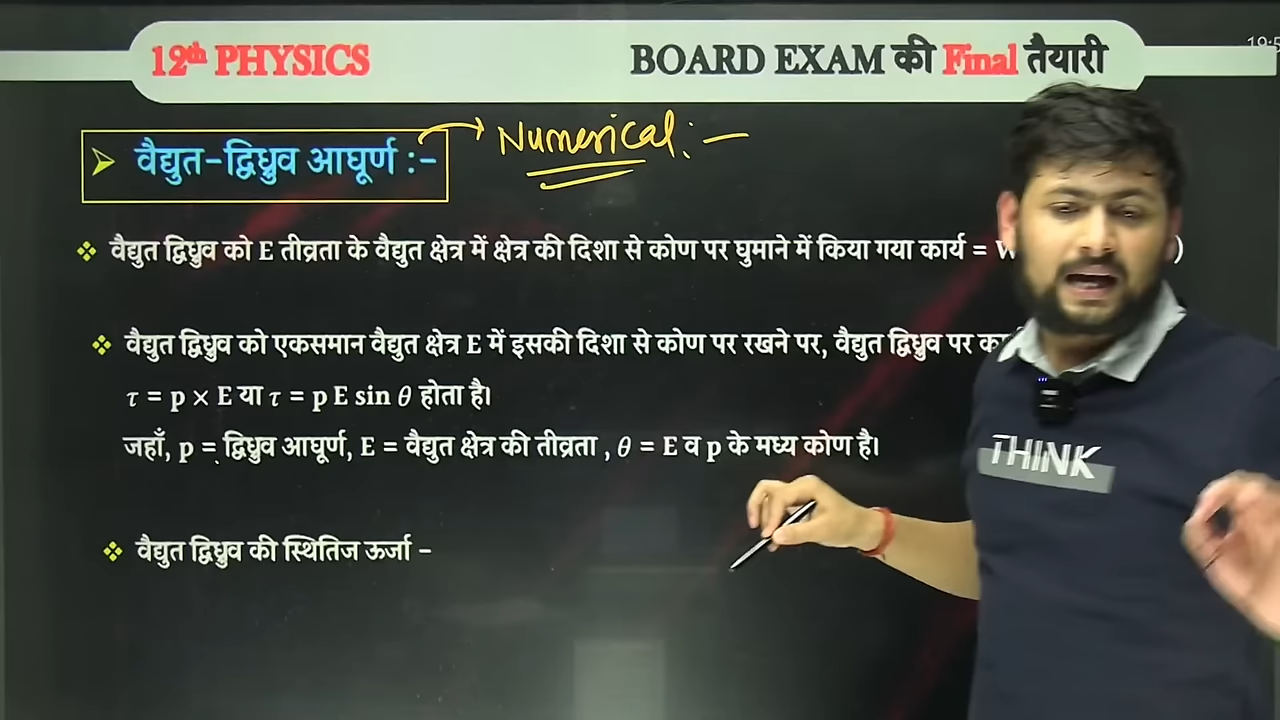 12th PHYSICS
BOARD EXAM की Final तैयारी
वैद्युत-द्विध्रुव आघूर्ण :-
Numerical:-
वैद्युत द्विध्रुव को E तीव्रता के वैद्युत क्षेत्र में क्षेत्र की दिशा से कोण पर घुमाने में किया गया कार्य = W )
वैद्युत द्विध्रुव को एकसमान वैद्युत क्षेत्र E में इसकी दिशा से कोण पर रखने पर, वैद्युत द्विध्रुव पर
τ = p × E या τ = p E sin θ होता है।
जहाँ, p = द्विध्रुव आघूर्ण, E = वैद्युत क्षेत्र की तीव्रता , θ = E व p के मध्य कोण है।
वैद्युत द्विध्रुव की स्थितिज ऊर्जा –
THINK